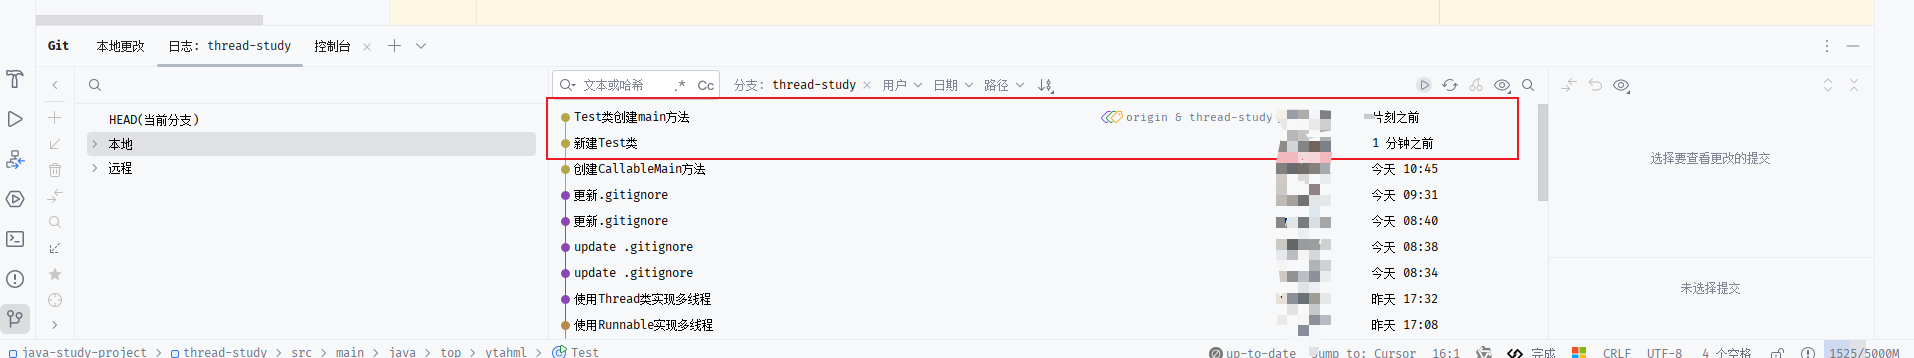 Git 本地更改 日志: thread-study 控制台
文本或哈希 .* Cc 分支: thread-study 用户 日期 路径
HEAD(当前分支)
本地
远程
Test类创建main方法 origin & thread-study 片刻之前
新建Test类 1 分钟之前
创建CallableMain方法 今天 10:45
更新.gitignore 今天 09:31
更新.gitignore 今天 08:40
update .gitignore 今天 08:38
update .gitignore 今天 08:34
使用Thread类实现多线程 昨天 17:32
使用Runnable实现多线程 昨天 17:08
选择要查看更改的提交
未选择提交
java-study-project > thread-study > src > main > java > top > ytahml > Test
up-to-date Jump to: Cursor 16:1 完成 CRLF UTF-8 4 个空格 1525/5000M